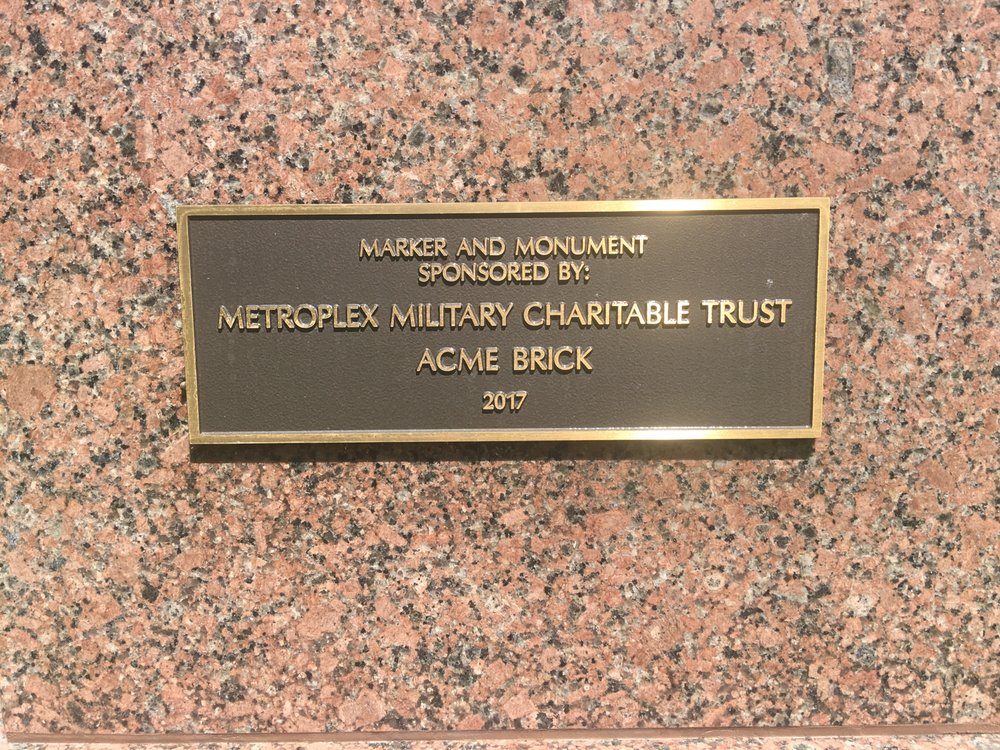 MARKER AND MONUMENT
SPONSORED BY:
METROPLEX MILITARY CHARITABLE TRUST
ACME BRICK
2017